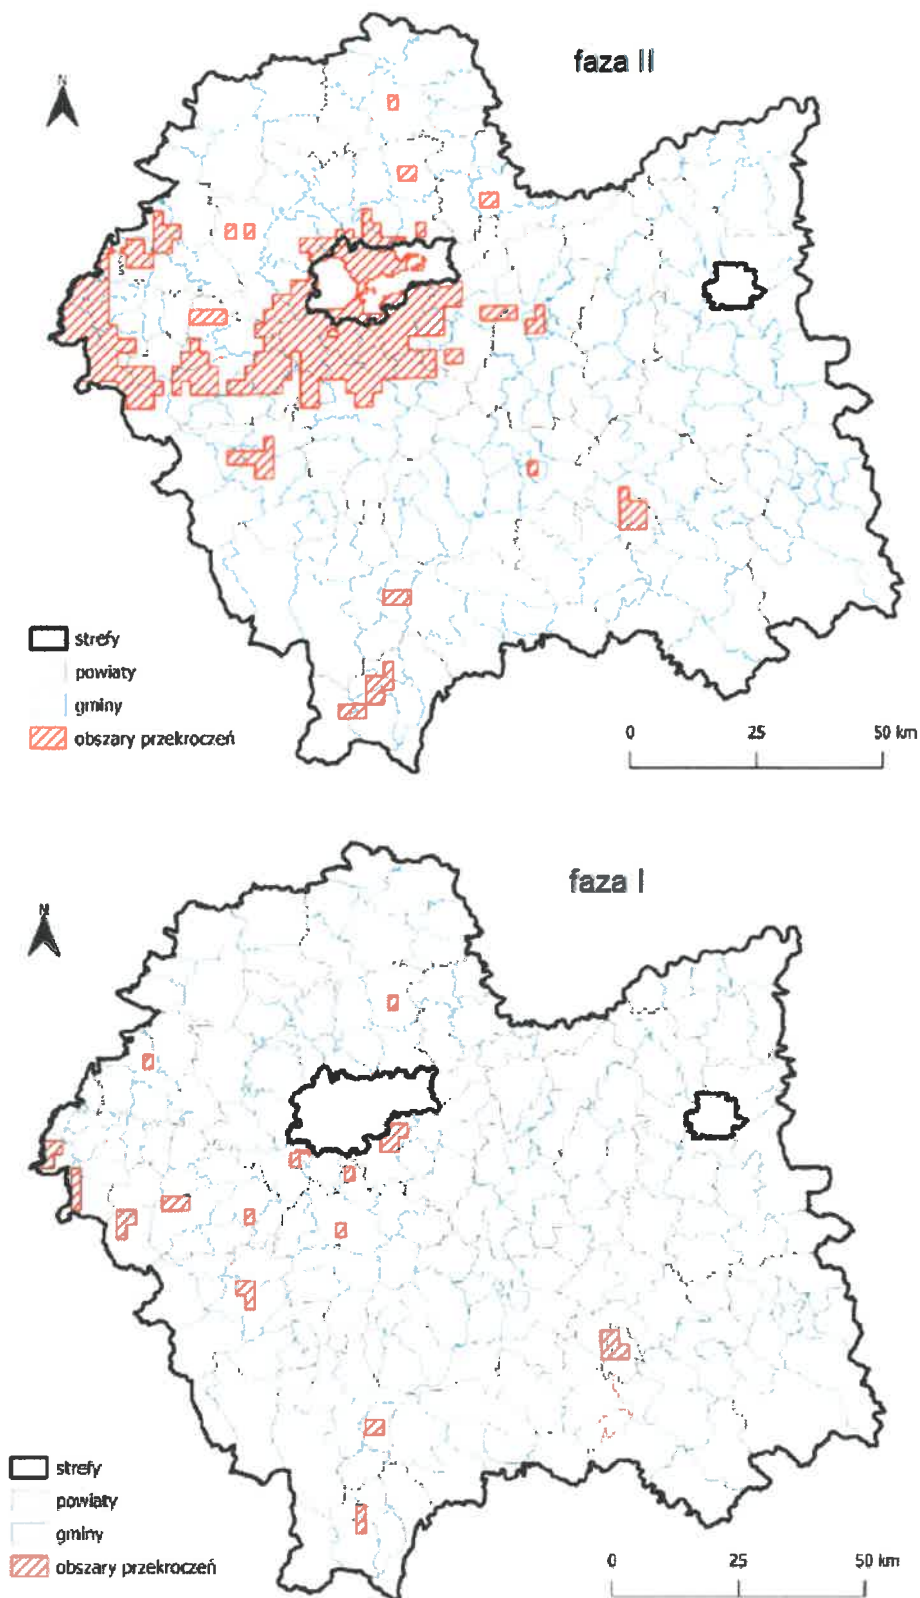 faza II
N
strefy
powiaty
gminy
obszary przekroczeń
0 25 50 km
faza I
N
strefy
powiaty
gminy
obszary przekroczeń
0 25 50 km